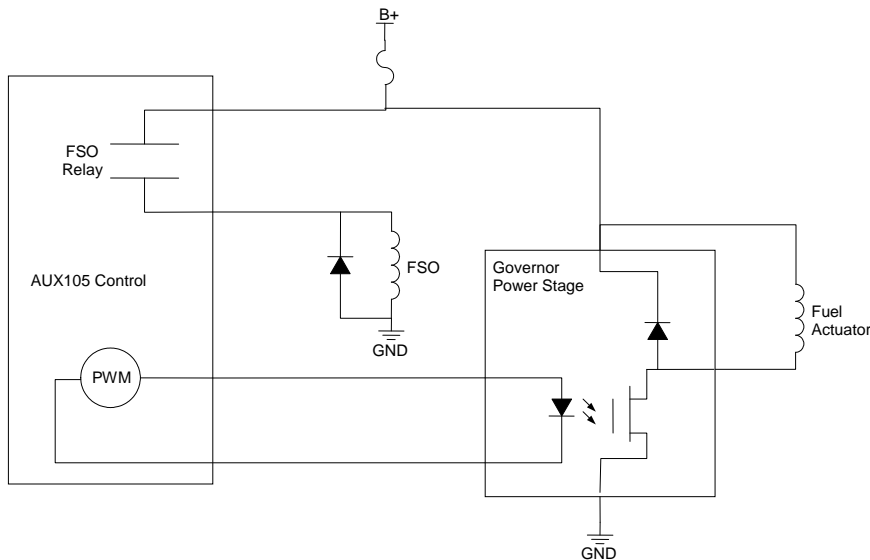 B+
FSO
Relay
AUX105 Control
FSO
GND
Governor
Power Stage
Fuel
Actuator
PWM
GND